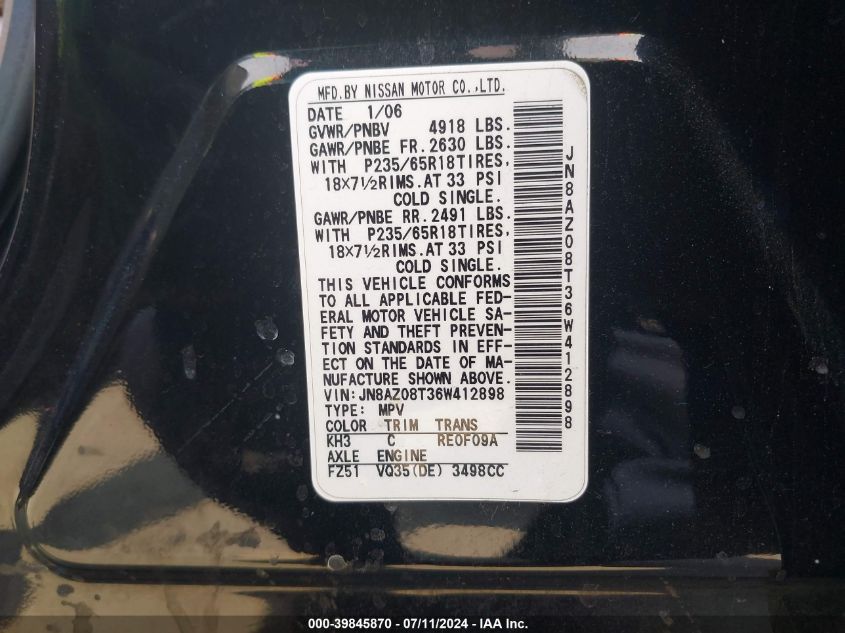 MFD.BY NISSAN MOTOR CO.,LTD.
DATE 1/06
GVWR/PNBV 4918 LBS.
GAWR/PNBE FR.2630 LBS.
WITH P235/65R18TIRES,
18X7½RIMS.AT 33 PSI
COLD SINGLE.
GAWR/PNBE RR.2491 LBS.
WITH P235/65R18TIRES,
18X7½RIMS.AT 33 PSI
COLD SINGLE.
THIS VEHICLE CONFORMS
TO ALL APPLICABLE FED-
ERAL MOTOR VEHICLE SA-
FETY AND THEFT PREVEN-
TION STANDARDS IN EFF-
ECT ON THE DATE OF MA-
NUFACTURE SHOWN ABOVE.
VIN:JN8AZ08T36W412898
TYPE: MPV
COLOR TRIM TRANS
KH3 C RE0F09A
AXLE ENGINE
FZ51 VQ35(DE) 3498CC
JN8AZ08T36W412898
000-39845870 - 07/11/2024 - IAA Inc.